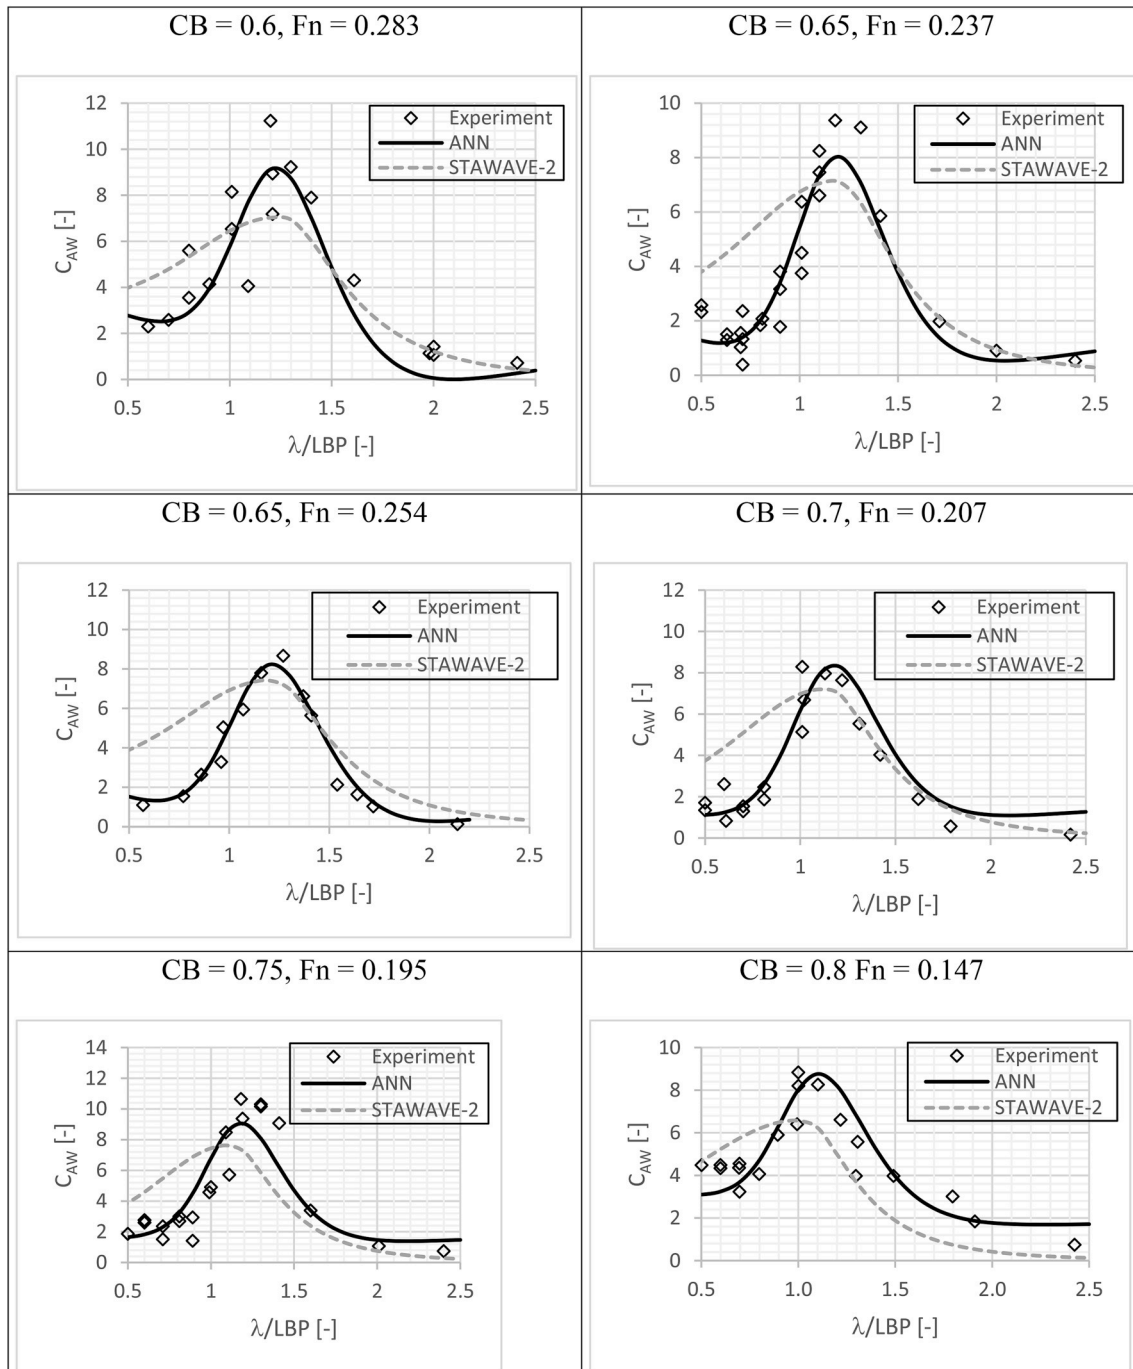 CB = 0.6, Fn = 0.283
12
10
8
6
4
2
0
C_AW [-]
0.5 1 1.5 2 2.5
λ/LBP [-]
Experiment
ANN
STAWAVE-2
CB = 0.65, Fn = 0.237
10
8
6
4
2
0
C_AW [-]
0.5 1 1.5 2 2.5
λ/LBP [-]
Experiment
ANN
STAWAVE-2
CB = 0.65, Fn = 0.254
12
10
8
6
4
2
0
C_AW [-]
0.5 1 1.5 2 2.5
λ/LBP [-]
Experiment
ANN
STAWAVE-2
CB = 0.7, Fn = 0.207
12
10
8
6
4
2
0
C_AW [-]
0.5 1 1.5 2 2.5
λ/LBP [-]
Experiment
ANN
STAWAVE-2
CB = 0.75, Fn = 0.195
14
12
10
8
6
4
2
0
C_AW [-]
0.5 1 1.5 2 2.5
λ/LBP [-]
Experiment
ANN
STAWAVE-2
CB = 0.8 Fn = 0.147
10
8
6
4
2
0
C_AW [-]
0.5 1.0 1.5 2.0 2.5
λ/LBP [-]
Experiment
ANN
STAWAVE-2